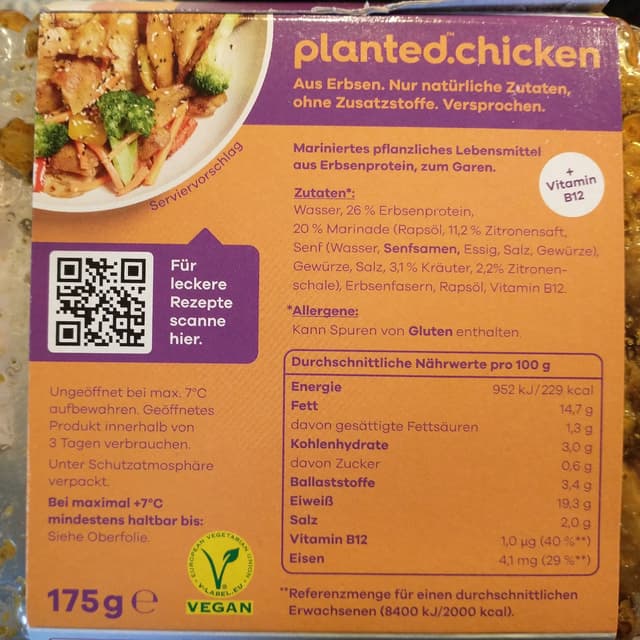 planted.™chicken
Aus Erbsen. Nur natürliche Zutaten,
ohne Zusatzstoffe. Versprochen.
Serviervorschlag
Mariniertes pflanzliches Lebensmittel
aus Erbsenprotein, zum Garen.
+
Vitamin
B12
Zutaten*:
Wasser, 26 % Erbsenprotein,
20 % Marinade (Rapsöl, 11,2 % Zitronensaft,
Senf (Wasser, Senfsamen, Essig, Salz, Gewürze),
Gewürze, Salz, 3,1 % Kräuter, 2,2% Zitronen-
schale), Erbsenfasern, Rapsöl, Vitamin B12.
*Allergene:
Kann Spuren von Gluten enthalten.
Für
leckere
Rezepte
scanne
hier.
Durchschnittliche Nährwerte pro 100 g
Energie 952 kJ/229 kcal
Fett 14,7 g
davon gesättigte Fettsäuren 1,3 g
Kohlenhydrate 3,0 g
davon Zucker 0,6 g
Ballaststoffe 3,4 g
Eiweiß 19,3 g
Salz 2,0 g
Vitamin B12 1,0 µg (40 %**)
Eisen 4,1 mg (29 %**)
**Referenzmenge für einen durchschnittlichen
Erwachsenen (8400 kJ/2000 kcal).
Ungeöffnet bei max. 7°C
aufbewahren. Geöffnetes
Produkt innerhalb von
3 Tagen verbrauchen.
Unter Schutzatmosphäre
verpackt.
Bei maximal +7°C
mindestens haltbar bis:
Siehe Oberfolie.
175 g ℮
EUROPEAN VEGETARIAN UNION
V-LABEL.EU
VEGAN